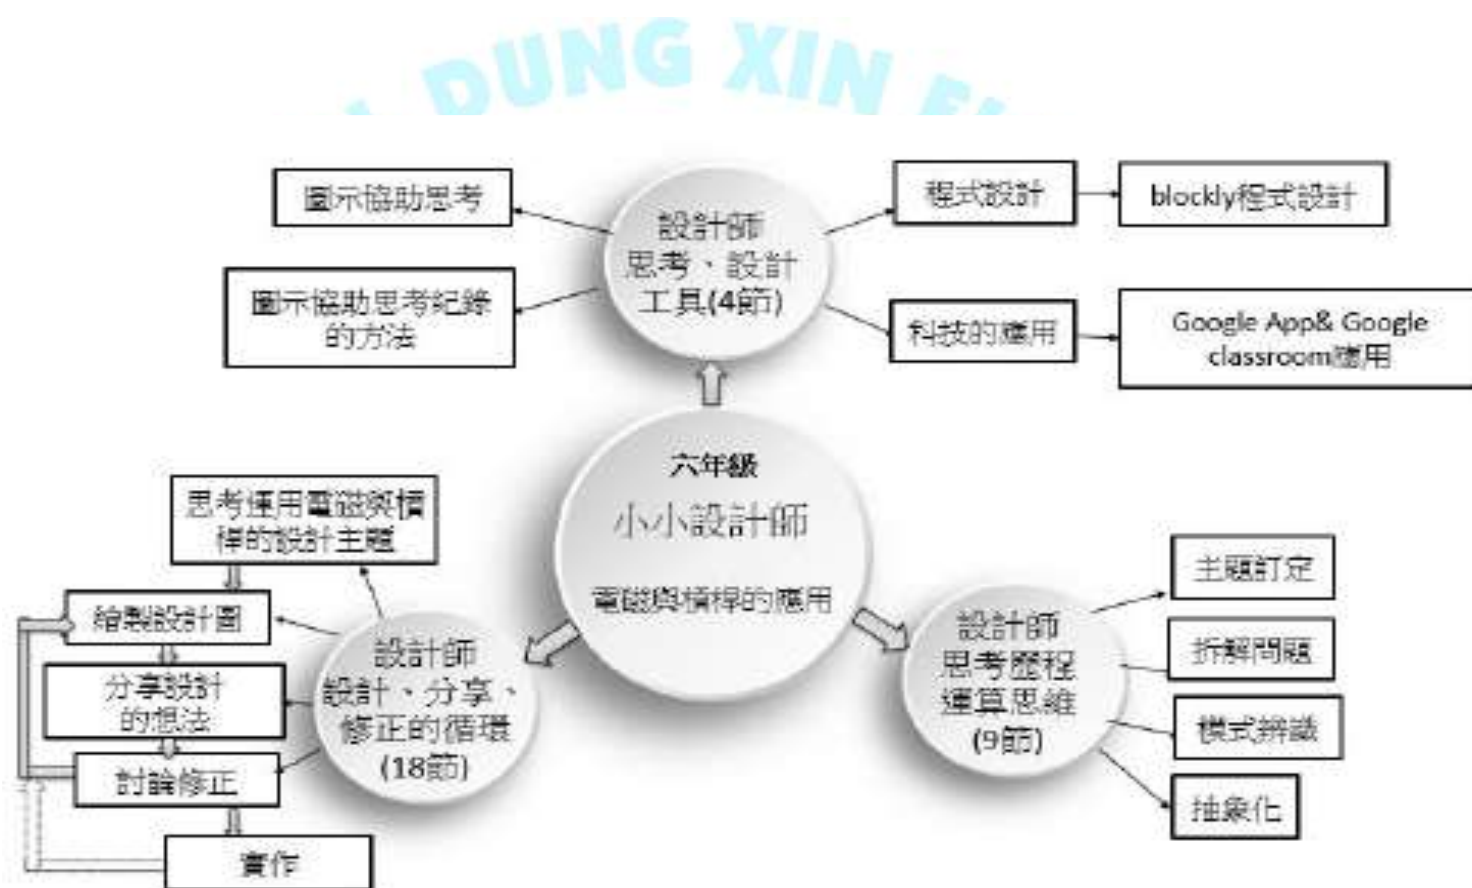 DUNG XIN
圖示協助思考
圖示協助思考紀錄
的方法
設計師
思考、設計
工具(4節)
程式設計
blockly程式設計
科技的應用
Google App& Google
classroom應用
六年級
小小設計師
電磁與槓桿的應用
思考運用電磁與槓
桿的設計主題
繪製設計圖
分享設計
的想法
討論修正
實作
設計師
設計、分享、
修正的循環
(18節)
設計師
思考歷程
運算思維
(9節)
主題訂定
拆解問題
模式辨識
抽象化